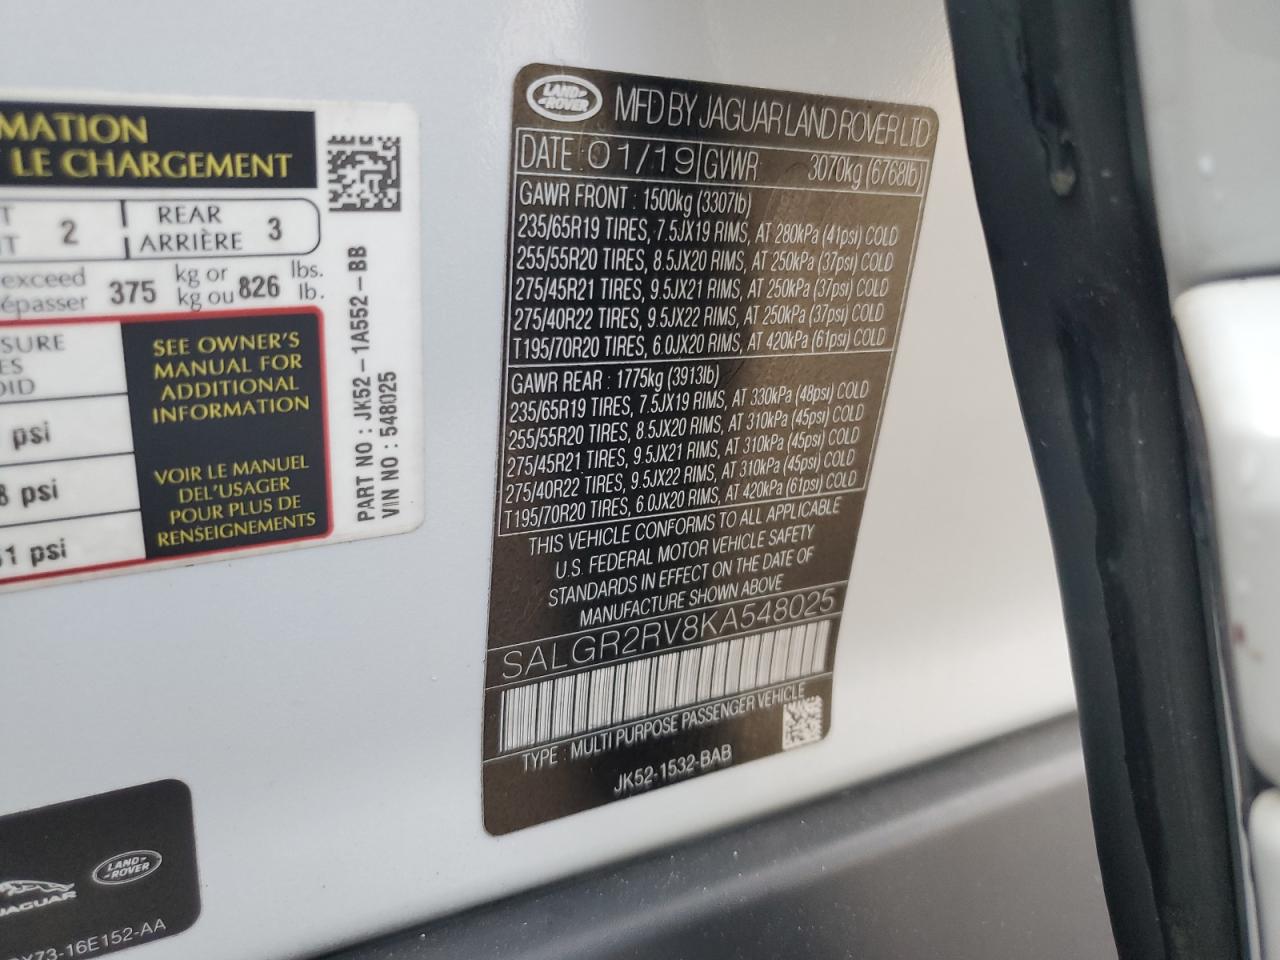 MATION
LE CHARGEMENT
2 REAR ARRIÈRE 3
exceed 375 kg or 826 lbs.
dépasser kg ou lb.
SEE OWNER'S
MANUAL FOR
ADDITIONAL
INFORMATION
psi
8 psi
VOIR LE MANUEL
DEL'USAGER
POUR PLUS DE
RENSEIGNEMENTS
51 psi
PART NO : JK52-1A552-BB
VIN NO : 548025
LAND-ROVER
MFD BY JAGUAR LAND ROVER LTD
DATE 01/19 GVWR 3070kg (6768lb)
GAWR FRONT : 1500kg (3307lb)
235/65R19 TIRES, 7.5JX19 RIMS, AT 280kPa (41psi) COLD
255/55R20 TIRES, 8.5JX20 RIMS, AT 250kPa (37psi) COLD
275/45R21 TIRES, 9.5JX21 RIMS, AT 250kPa (37psi) COLD
275/40R22 TIRES, 9.5JX22 RIMS, AT 250kPa (37psi) COLD
T195/70R20 TIRES, 6.0JX20 RIMS, AT 420kPa (61psi) COLD
GAWR REAR : 1775kg (3913lb)
235/65R19 TIRES, 7.5JX19 RIMS, AT 330kPa (48psi) COLD
255/55R20 TIRES, 8.5JX20 RIMS, AT 310kPa (45psi) COLD
275/45R21 TIRES, 9.5JX21 RIMS, AT 310kPa (45psi) COLD
275/40R22 TIRES, 9.5JX22 RIMS, AT 310kPa (45psi) COLD
T195/70R20 TIRES, 6.0JX20 RIMS, AT 420kPa (61psi) COLD
THIS VEHICLE CONFORMS TO ALL APPLICABLE
U.S. FEDERAL MOTOR VEHICLE SAFETY
STANDARDS IN EFFECT ON THE DATE OF
MANUFACTURE SHOWN ABOVE
SALGR2RV8KA548025
TYPE : MULTI PURPOSE PASSENGER VEHICLE
JK52-1532-BAB
JAGUAR
LAND-ROVER
X73-16E152-AA